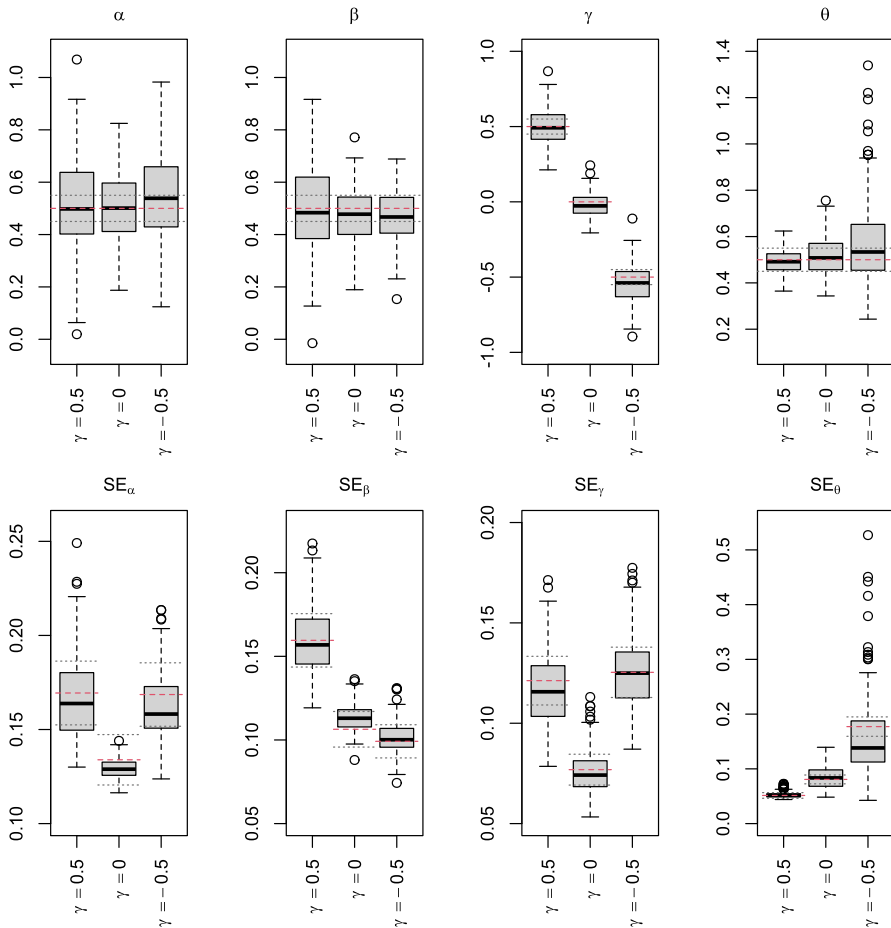 α
β
γ
θ
0.0 0.2 0.4 0.6 0.8 1.0
γ = 0.5
γ = 0
γ = − 0.5
0.0 0.2 0.4 0.6 0.8 1.0
γ = 0.5
γ = 0
γ = − 0.5
-1.0 -0.5 0.0 0.5 1.0
γ = 0.5
γ = 0
γ = − 0.5
0.2 0.4 0.6 0.8 1.0 1.2 1.4
γ = 0.5
γ = 0
γ = − 0.5
SEα
SEβ
SEγ
SEθ
0.10 0.15 0.20 0.25
γ = 0.5
γ = 0
γ = − 0.5
0.05 0.10 0.15 0.20
γ = 0.5
γ = 0
γ = − 0.5
0.05 0.10 0.15 0.20
γ = 0.5
γ = 0
γ = − 0.5
0.0 0.1 0.2 0.3 0.4 0.5
γ = 0.5
γ = 0
γ = − 0.5